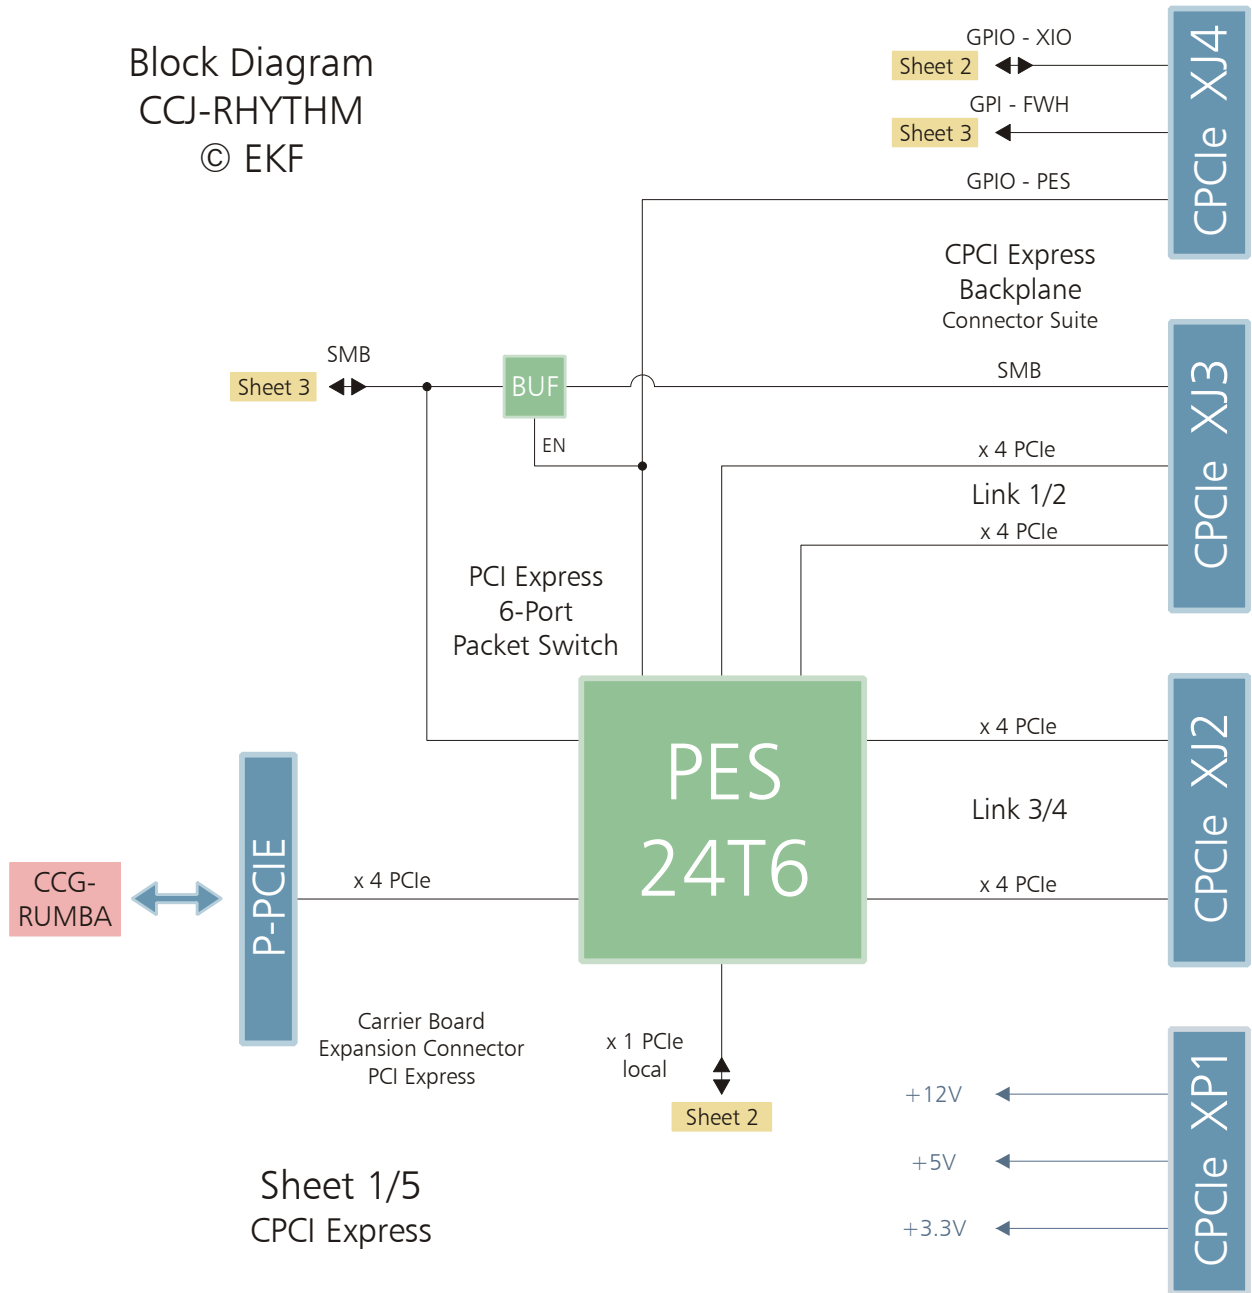 Block Diagram
CCJ-RHYTHM
© EKF
GPIO - XIO
Sheet 2
GPI - FWH
Sheet 3
GPIO - PES
CPCIe XJ4
CPCI Express
Backplane
Connector Suite
SMB
Sheet 3
BUF
EN
SMB
x 4 PCIe
Link 1/2
x 4 PCIe
CPCIe XJ3
PCI Express
6-Port
Packet Switch
PES
24T6
x 4 PCIe
Link 3/4
x 4 PCIe
CPCIe XJ2
CCG-
RUMBA
P-PCIE
x 4 PCIe
Carrier Board
Expansion Connector
PCI Express
x 1 PCIe
local
Sheet 2
+12V
+5V
+3.3V
CPCIe XP1
Sheet 1/5
CPCI Express